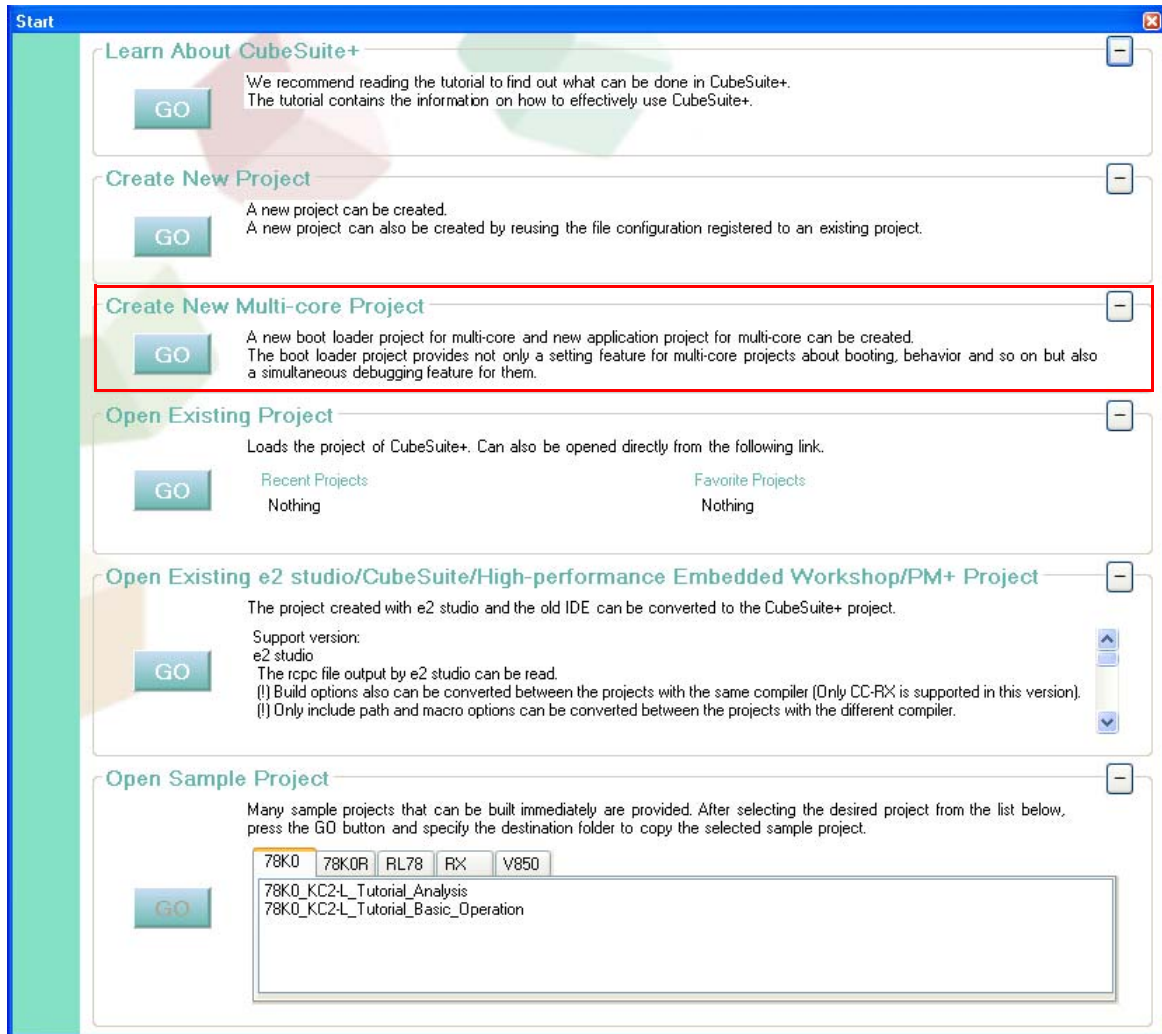 Start
Learn About CubeSuite+
GO
We recommend reading the tutorial to find out what can be done in CubeSuite+.
The tutorial contains the information on how to effectively use CubeSuite+.
Create New Project
GO
A new project can be created.
A new project can also be created by reusing the file configuration registered to an existing project.
Create New Multi-core Project
GO
A new boot loader project for multi-core and new application project for multi-core can be created.
The boot loader project provides not only a setting feature for multi-core projects about booting, behavior and so on but also
a simultaneous debugging feature for them.
Open Existing Project
Loads the project of CubeSuite+. Can also be opened directly from the following link.
GO
Recent Projects
Nothing
Favorite Projects
Nothing
Open Existing e2 studio/CubeSuite/High-performance Embedded Workshop/PM+ Project
The project created with e2 studio and the old IDE can be converted to the CubeSuite+ project.
GO
Support version:
e2 studio
The rcpc file output by e2 studio can be read.
(!) Build options also can be converted between the projects with the same compiler (Only CC-RX is supported in this version).
(!) Only include path and macro options can be converted between the projects with the different compiler.
Open Sample Project
Many sample projects that can be built immediately are provided. After selecting the desired project from the list below,
press the GO button and specify the destination folder to copy the selected sample project.
GO
78K0 78K0R RL78 RX V850
78K0_KC2-L_Tutorial_Analysis
78K0_KC2-L_Tutorial_Basic_Operation